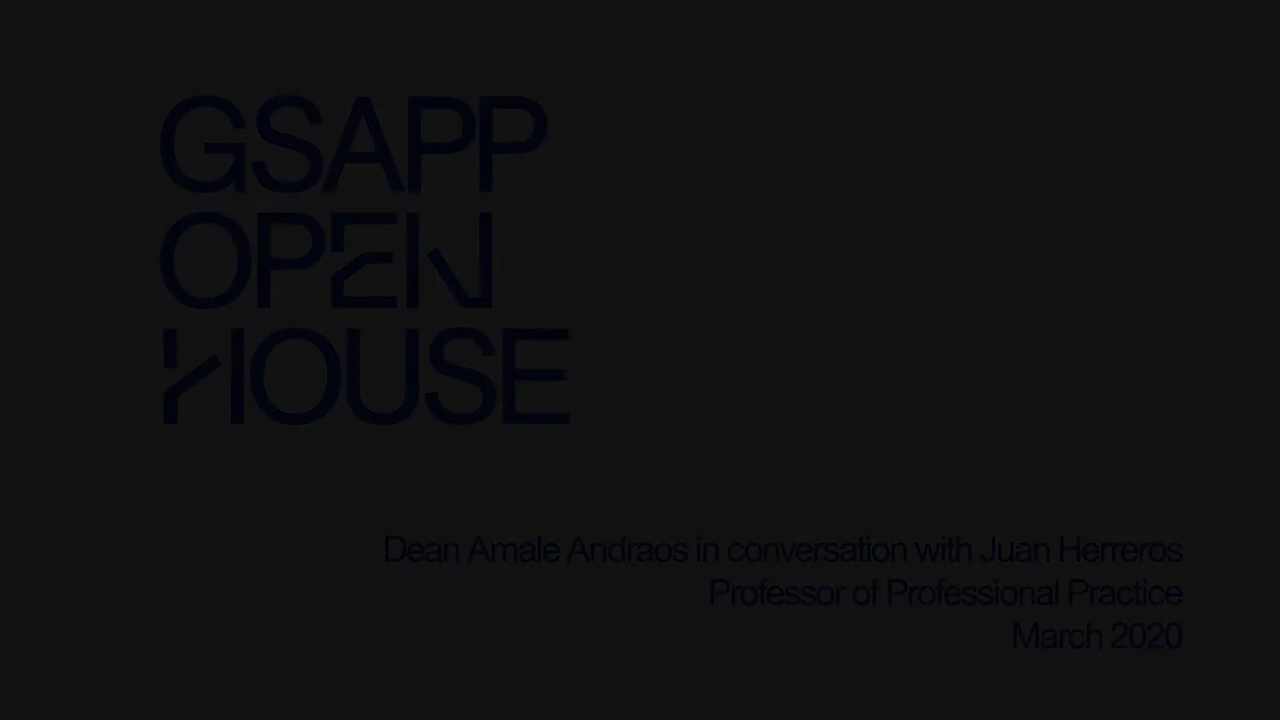 GSAPP
OPEN
HOUSE
Dean Amale Andraos in conversation with Juan Herreros
Professor of Professional Practice
March 2020